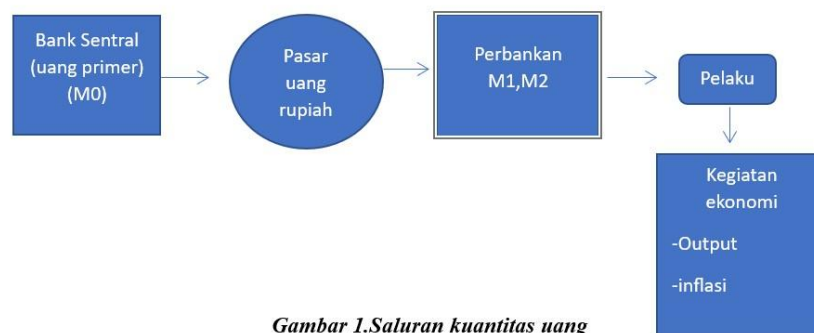 Bank Sentral
(uang primer)
(M0)
Pasar
uang
rupiah
Perbankan
M1,M2
Pelaku
Kegiatan
ekonomi
-Output
-inflasi
Gambar 1.Saluran kuantitas uang